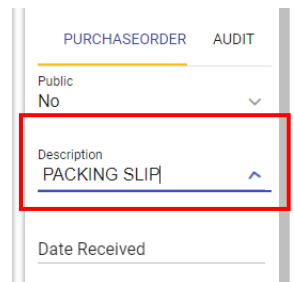 PURCHASEORDER AUDIT
Public
No
Description
PACKING SLIP
Date Received